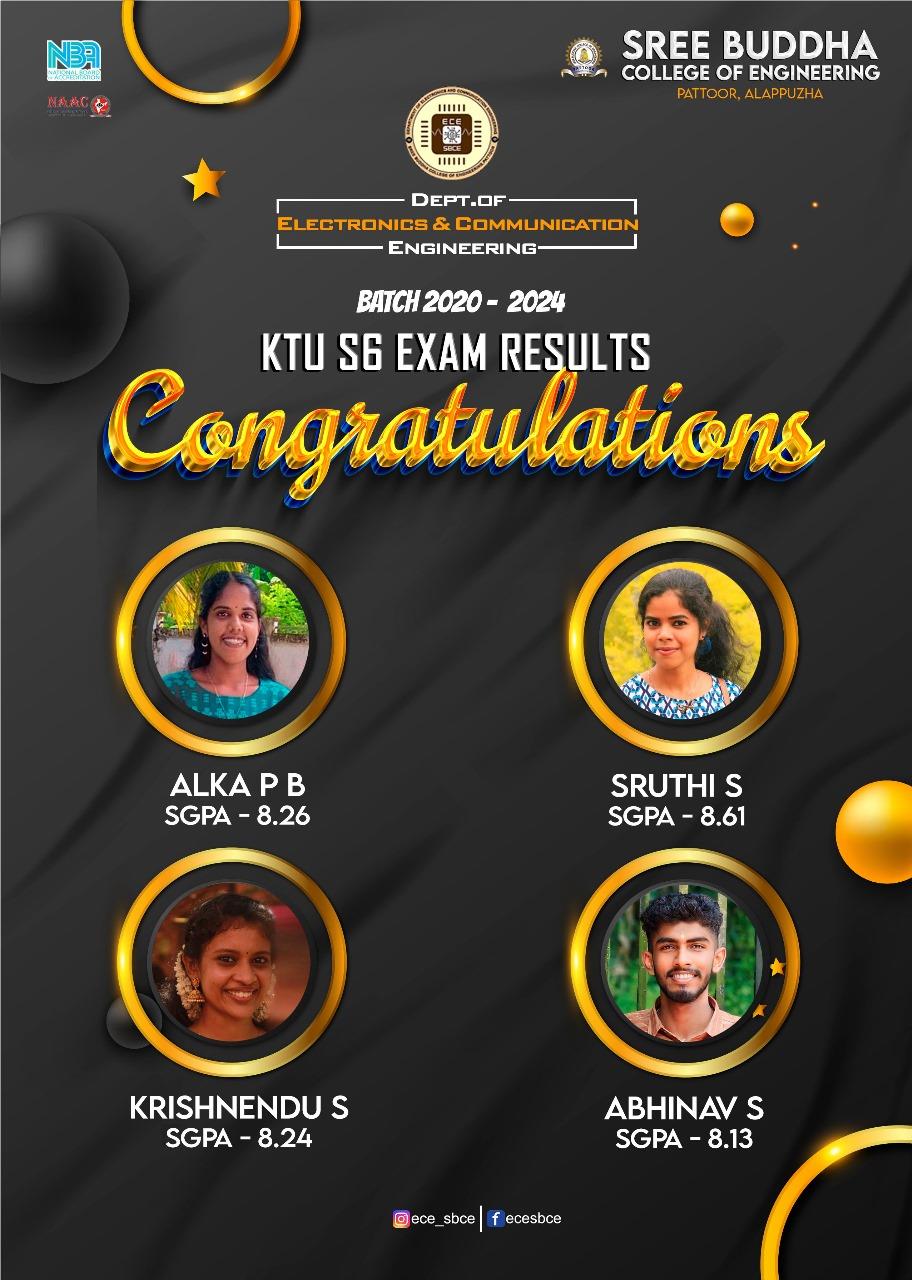 NBA
NATIONAL BOARD
OF ACCREDITATION
NAAC
SREE BUDDHA
COLLEGE OF ENGINEERING
PATTOOR, ALAPPUZHA
ECE
SBCE
DEPT.OF
ELECTRONICS & COMMUNICATION
ENGINEERING
BATCH 2020 - 2024
KTU S6 EXAM RESULTS
Congratulations
ALKA P B
SGPA - 8.26
SRUTHI S
SGPA - 8.61
KRISHNENDU S
SGPA - 8.24
ABHINAV S
SGPA - 8.13
ece_sbce
ecesbce